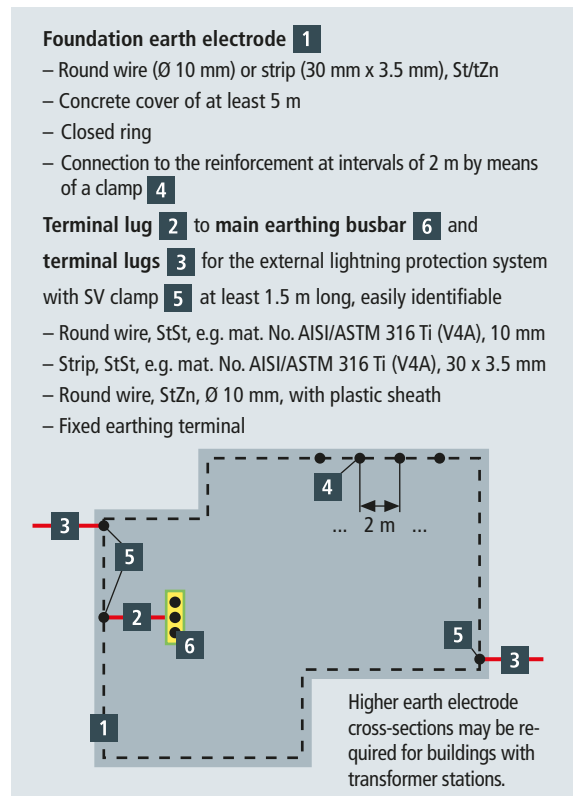 Foundation earth electrode 1
– Round wire (Ø 10 mm) or strip (30 mm x 3.5 mm), St/tZn
– Concrete cover of at least 5 m
– Closed ring
– Connection to the reinforcement at intervals of 2 m by means
of a clamp 4
Terminal lug 2 to main earthing busbar 6 and
terminal lugs 3 for the external lightning protection system
with SV clamp 5 at least 1.5 m long, easily identifiable
– Round wire, StSt, e.g. mat. No. AISI/ASTM 316 Ti (V4A), 10 mm
– Strip, StSt, e.g. mat. No. AISI/ASTM 316 Ti (V4A), 30 x 3.5 mm
– Round wire, StZn, Ø 10 mm, with plastic sheath
– Fixed earthing terminal
4
... 2 m ...
3
5
2
6
5
3
1
Higher earth electrode
cross-sections may be re-
quired for buildings with
transformer stations.